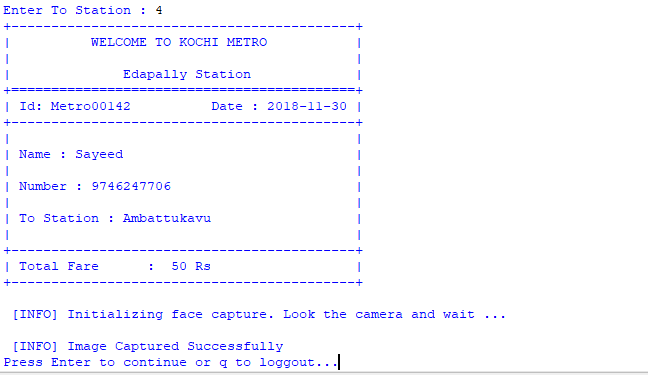 Enter To Station : 4
+-------------------------------------------+
| WELCOME TO KOCHI METRO |
| |
| Edapally Station |
+===========================================+
| Id: Metro00142 Date : 2018-11-30 |
+-------------------------------------------+
| |
| Name : Sayeed |
| |
| Number : 9746247706 |
| |
| To Station : Ambattukavu |
| |
+-------------------------------------------+
| Total Fare : 50 Rs |
+-------------------------------------------+
[INFO] Initializing face capture. Look the camera and wait ...
[INFO] Image Captured Successfully
Press Enter to continue or q to loggout...